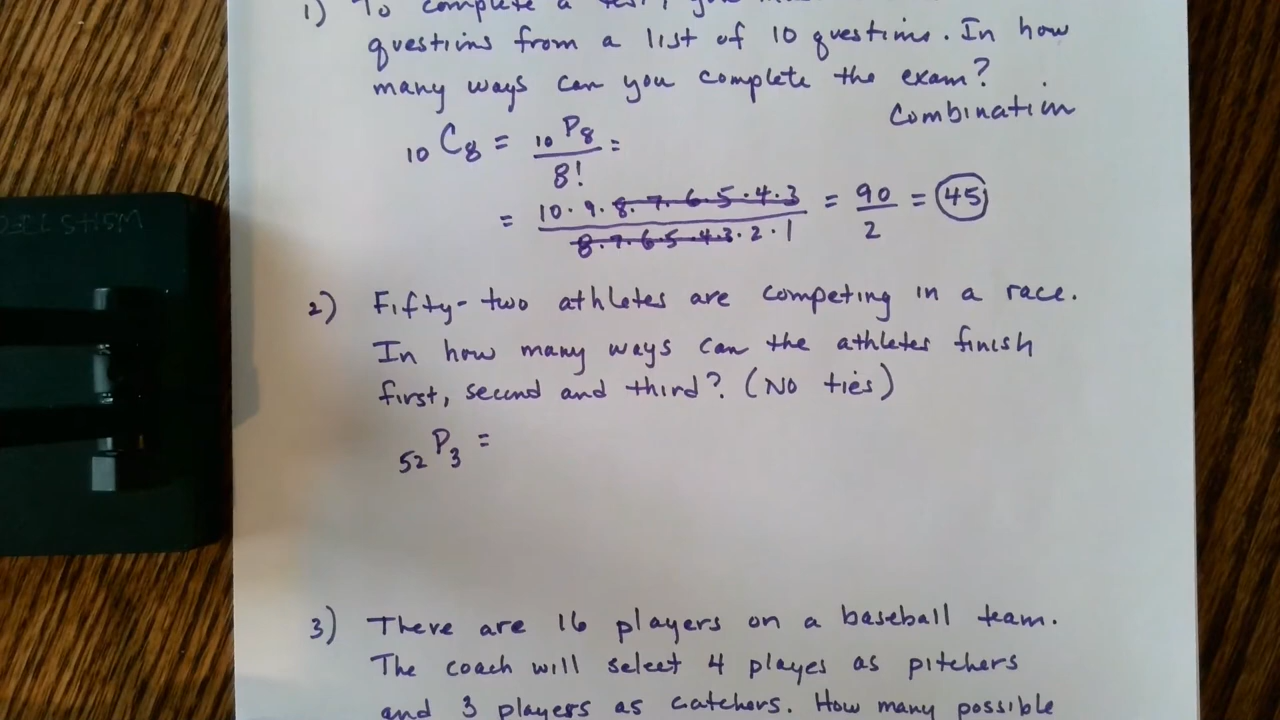 1) To complete a test, you
questions from a list of 10 questions. In how
many ways can you complete the exam?
Combination
₁₀C₈ = ₁₀P₈ / 8! =
= 10·9·8·7·6·5·4·3 / 8·7·6·5·4·3·2·1 = 90 / 2 = 45
2) Fifty-two athletes are competing in a race.
In how many ways can the athletes finish
first, second and third? (No ties)
₅₂P₃ =
3) There are 16 players on a baseball team.
The coach will select 4 playes as pitchers
and 3 players as catchers. How many possible